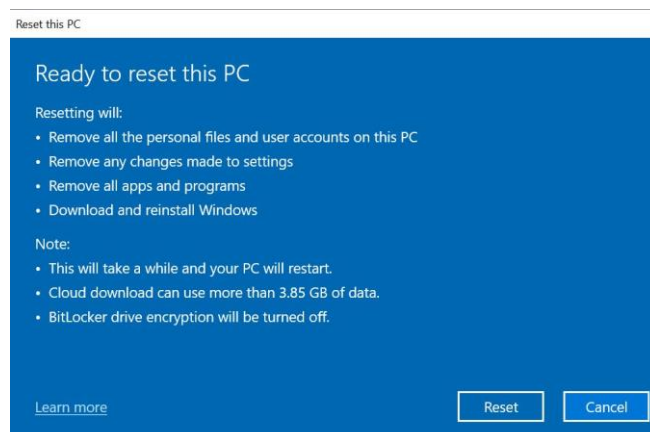 Reset this PC
Ready to reset this PC
Resetting will:
• Remove all the personal files and user accounts on this PC
• Remove any changes made to settings
• Remove all apps and programs
• Download and reinstall Windows
Note:
• This will take a while and your PC will restart.
• Cloud download can use more than 3.85 GB of data.
• BitLocker drive encryption will be turned off.
Learn more
Reset
Cancel